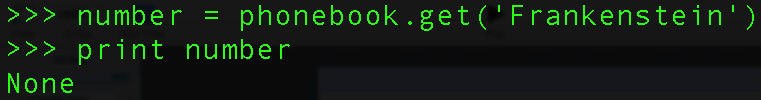 >>> number = phonebook.get('Frankenstein')
>>> print number
None